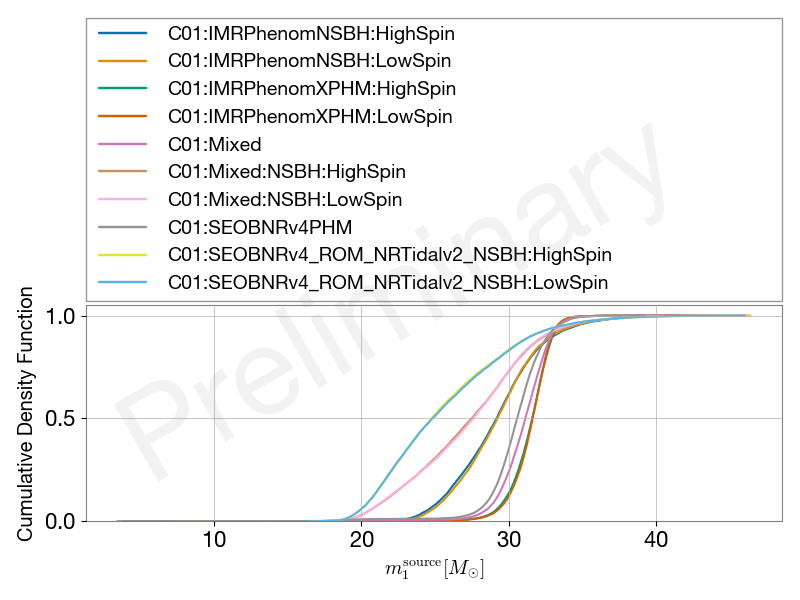 C01:IMRPhenomNSBH:HighSpin
C01:IMRPhenomNSBH:LowSpin
C01:IMRPhenomXPHM:HighSpin
C01:IMRPhenomXPHM:LowSpin
C01:Mixed
C01:Mixed:NSBH:HighSpin
C01:Mixed:NSBH:LowSpin
C01:SEOBNRv4PHM
C01:SEOBNRv4_ROM_NRTidalv2_NSBH:HighSpin
C01:SEOBNRv4_ROM_NRTidalv2_NSBH:LowSpin
Preliminary
Cumulative Density Function
1.0
0.5
0.0
10 20 30 40
m₁^source [M_⊙]